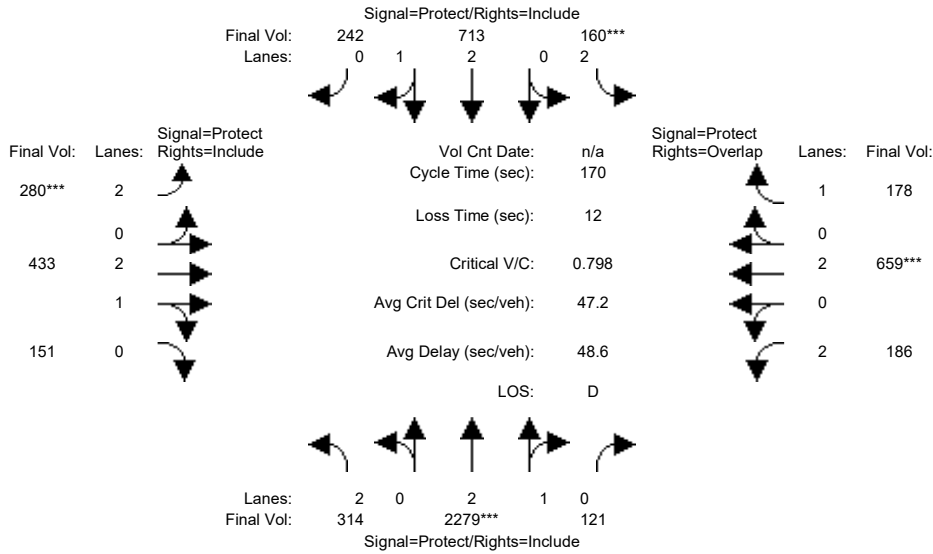 Signal=Protect/Rights=Include
Final Vol: 242 713 160***
Lanes: 0 1 2 0 2
Signal=Protect Signal=Protect
Final Vol: Lanes: Rights=Include Vol Cnt Date: n/a Rights=Overlap Lanes: Final Vol:
Cycle Time (sec): 170
280*** 2 1 178
Loss Time (sec): 12
0 0
433 2 Critical V/C: 0.798 2 659***
1 Avg Crit Del (sec/veh): 47.2 0
151 0 Avg Delay (sec/veh): 48.6 2 186
LOS: D
Lanes: 2 0 2 1 0
Final Vol: 314 2279*** 121
Signal=Protect/Rights=Include